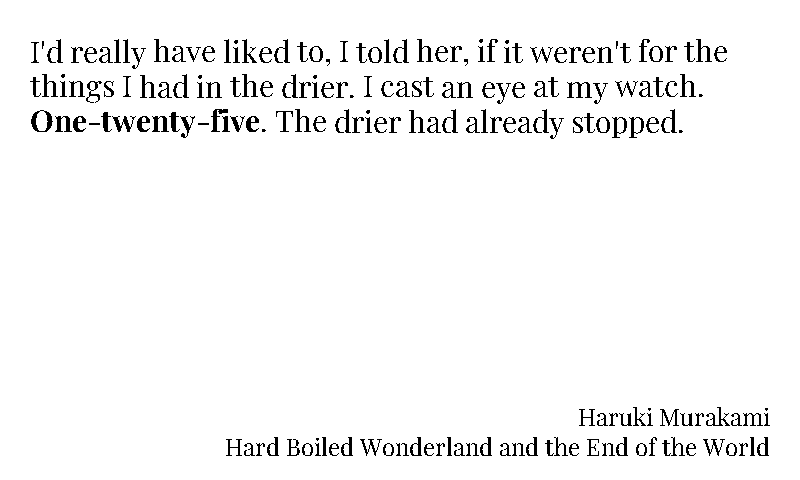 I'd really have liked to, I told her, if it weren't for the
things I had in the drier. I cast an eye at my watch.
One-twenty-five. The drier had already stopped.
Haruki Murakami
Hard Boiled Wonderland and the End of the World